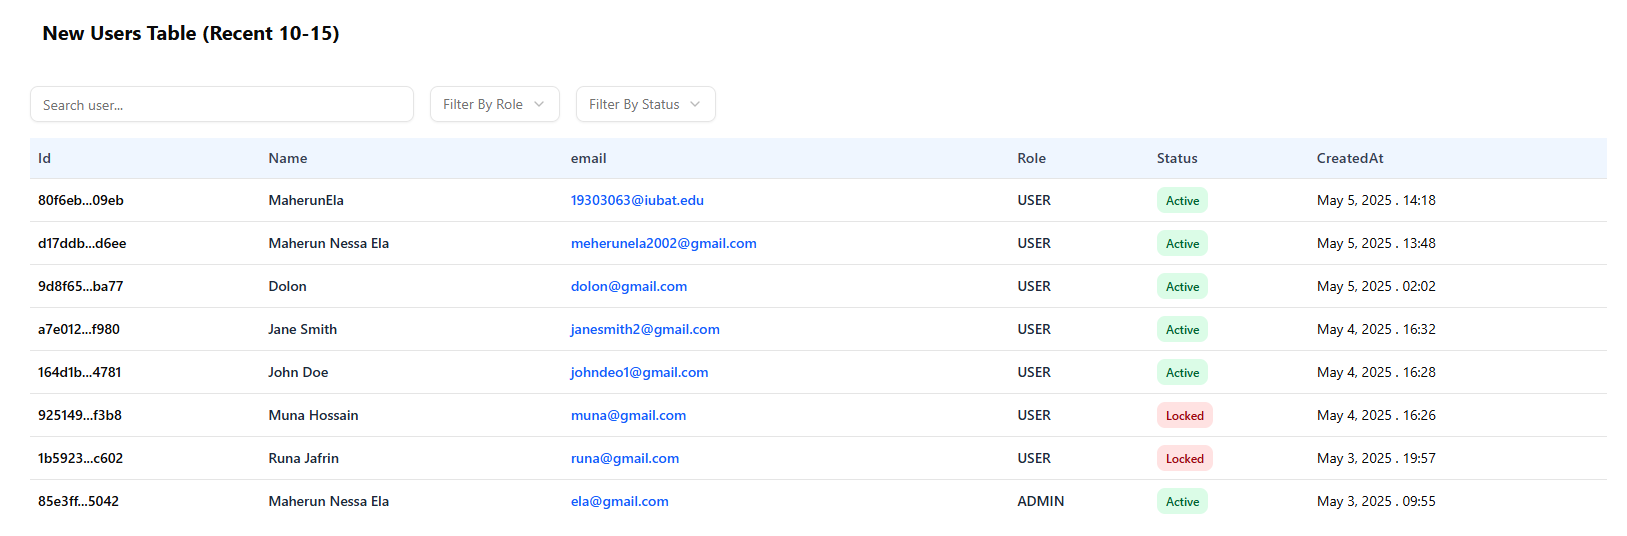 New Users Table (Recent 10-15)
Search user... Filter By Role Filter By Status
Id Name email Role Status CreatedAt
80f6eb...09eb MaherunEla 19303063@iubat.edu USER Active May 5, 2025 . 14:18
d17ddb...d6ee Maherun Nessa Ela meherunela2002@gmail.com USER Active May 5, 2025 . 13:48
9d8f65...ba77 Dolon dolon@gmail.com USER Active May 5, 2025 . 02:02
a7e012...f980 Jane Smith janesmith2@gmail.com USER Active May 4, 2025 . 16:32
164d1b...4781 John Doe johndeo1@gmail.com USER Active May 4, 2025 . 16:28
925149...f3b8 Muna Hossain muna@gmail.com USER Locked May 4, 2025 . 16:26
1b5923...c602 Runa Jafrin runa@gmail.com USER Locked May 3, 2025 . 19:57
85e3ff...5042 Maherun Nessa Ela ela@gmail.com ADMIN Active May 3, 2025 . 09:55